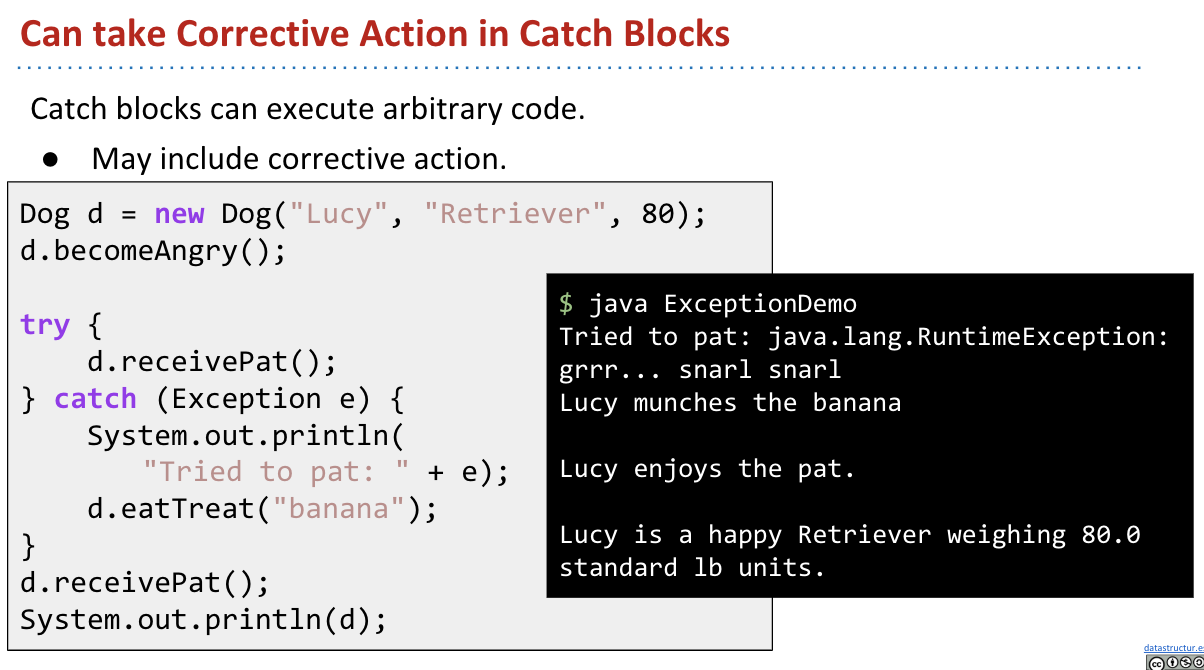 Can take Corrective Action in Catch Blocks
Catch blocks can execute arbitrary code.
● May include corrective action.
Dog d = new Dog("Lucy", "Retriever", 80);
d.becomeAngry();
try {
    d.receivePat();
} catch (Exception e) {
    System.out.println(
        "Tried to pat: " + e);
    d.eatTreat("banana");
}
d.receivePat();
System.out.println(d);
$ java ExceptionDemo
Tried to pat: java.lang.RuntimeException:
grrr... snarl snarl
Lucy munches the banana
Lucy enjoys the pat.
Lucy is a happy Retriever weighing 80.0
standard lb units.
datastructur.e